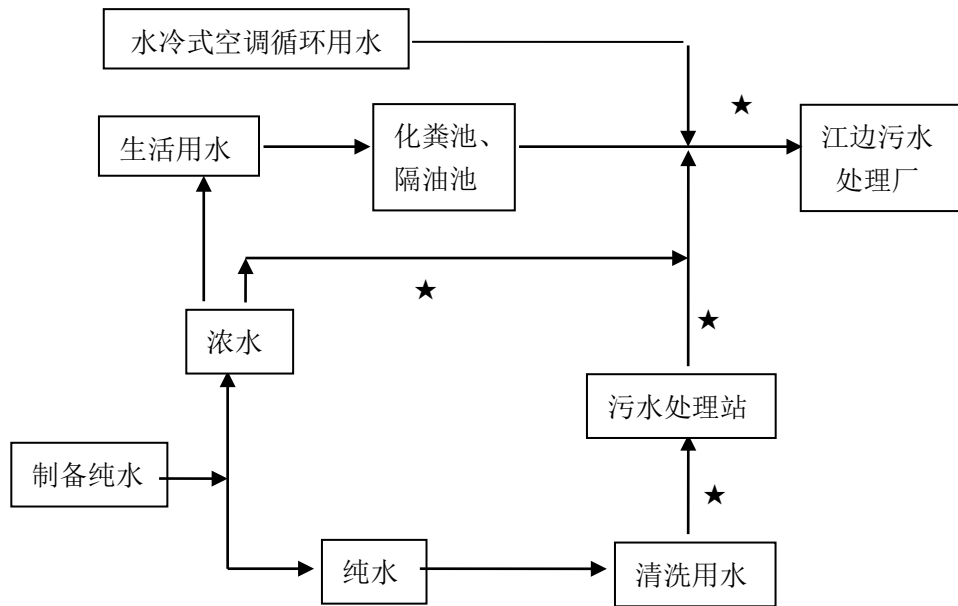 水冷式空调循环用水
★
生活用水
化粪池、
隔油池
江边污水
处理厂
★
浓水
★
污水处理站
制备纯水
★
纯水
清洗用水